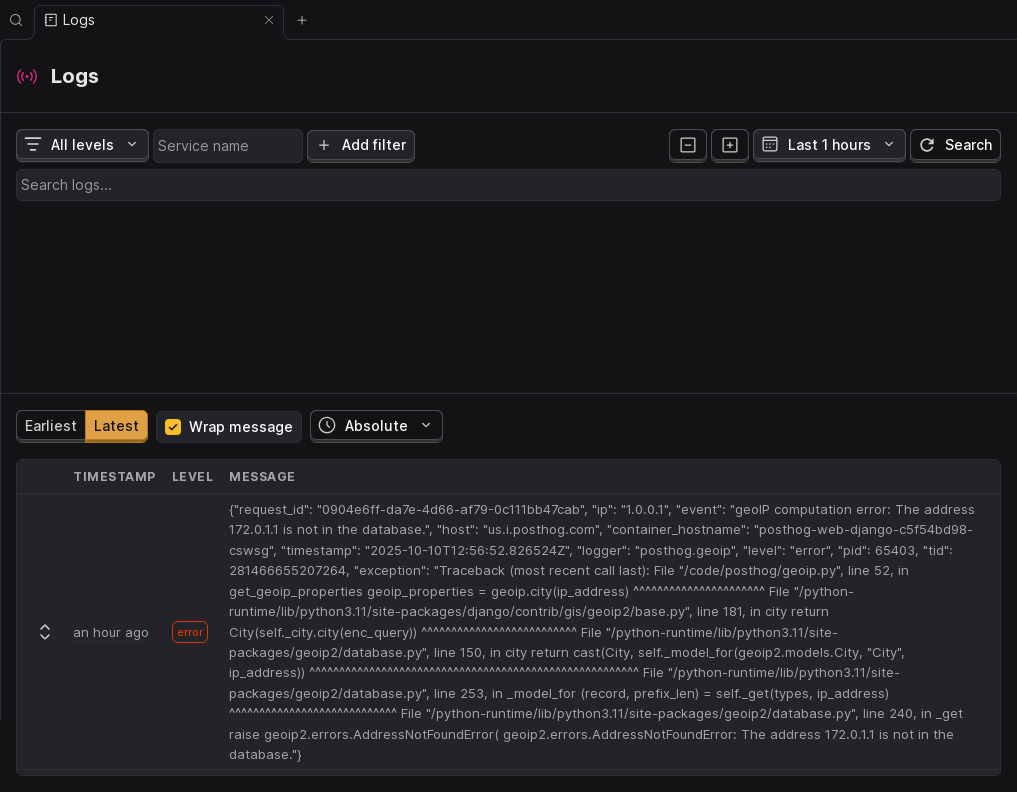 Logs
Logs
All levels
Service name
Add filter
Last 1 hours
Search
Search logs...
Earliest
Latest
Wrap message
Absolute
TIMESTAMP LEVEL MESSAGE
an hour ago
error
{"request_id": "0904e6ff-da7e-4d66-af79-0c111bb47cab", "ip": "1.0.0.1", "event": "geoIP computation error: The address
172.0.1.1 is not in the database.", "host": "us.i.posthog.com", "container_hostname": "posthog-web-django-c5f54bd98-
cswsg", "timestamp": "2025-10-10T12:56:52.826524Z", "logger": "posthog.geoip", "level": "error", "pid": 65403, "tid":
281466655207264, "exception": "Traceback (most recent call last): File "/code/posthog/geoip.py", line 52, in
get_geoip_properties geoip_properties = geoip.city(ip_address) ^^^^^^^^^^^^^^^^^^^^^^ File "/python-
runtime/lib/python3.11/site-packages/django/contrib/gis/geoip2/base.py", line 181, in city return
City(self._city.city(enc_query)) ^^^^^^^^^^^^^^^^^^^^^^^^^^ File "/python-runtime/lib/python3.11/site-
packages/geoip2/database.py", line 150, in city return cast(City, self._model_for(geoip2.models.City, "City",
ip_address)) ^^^^^^^^^^^^^^^^^^^^^^^^^^^^^^^^^^^^^^^^^^^^^^^^^^^^^^^ File "/python-runtime/lib/python3.11/site-
packages/geoip2/database.py", line 253, in _model_for (record, prefix_len) = self._get(types, ip_address)
^^^^^^^^^^^^^^^^^^^^^^^^^^^^ File "/python-runtime/lib/python3.11/site-packages/geoip2/database.py", line 240, in _get
raise geoip2.errors.AddressNotFoundError( geoip2.errors.AddressNotFoundError: The address 172.0.1.1 is not in the
database."}